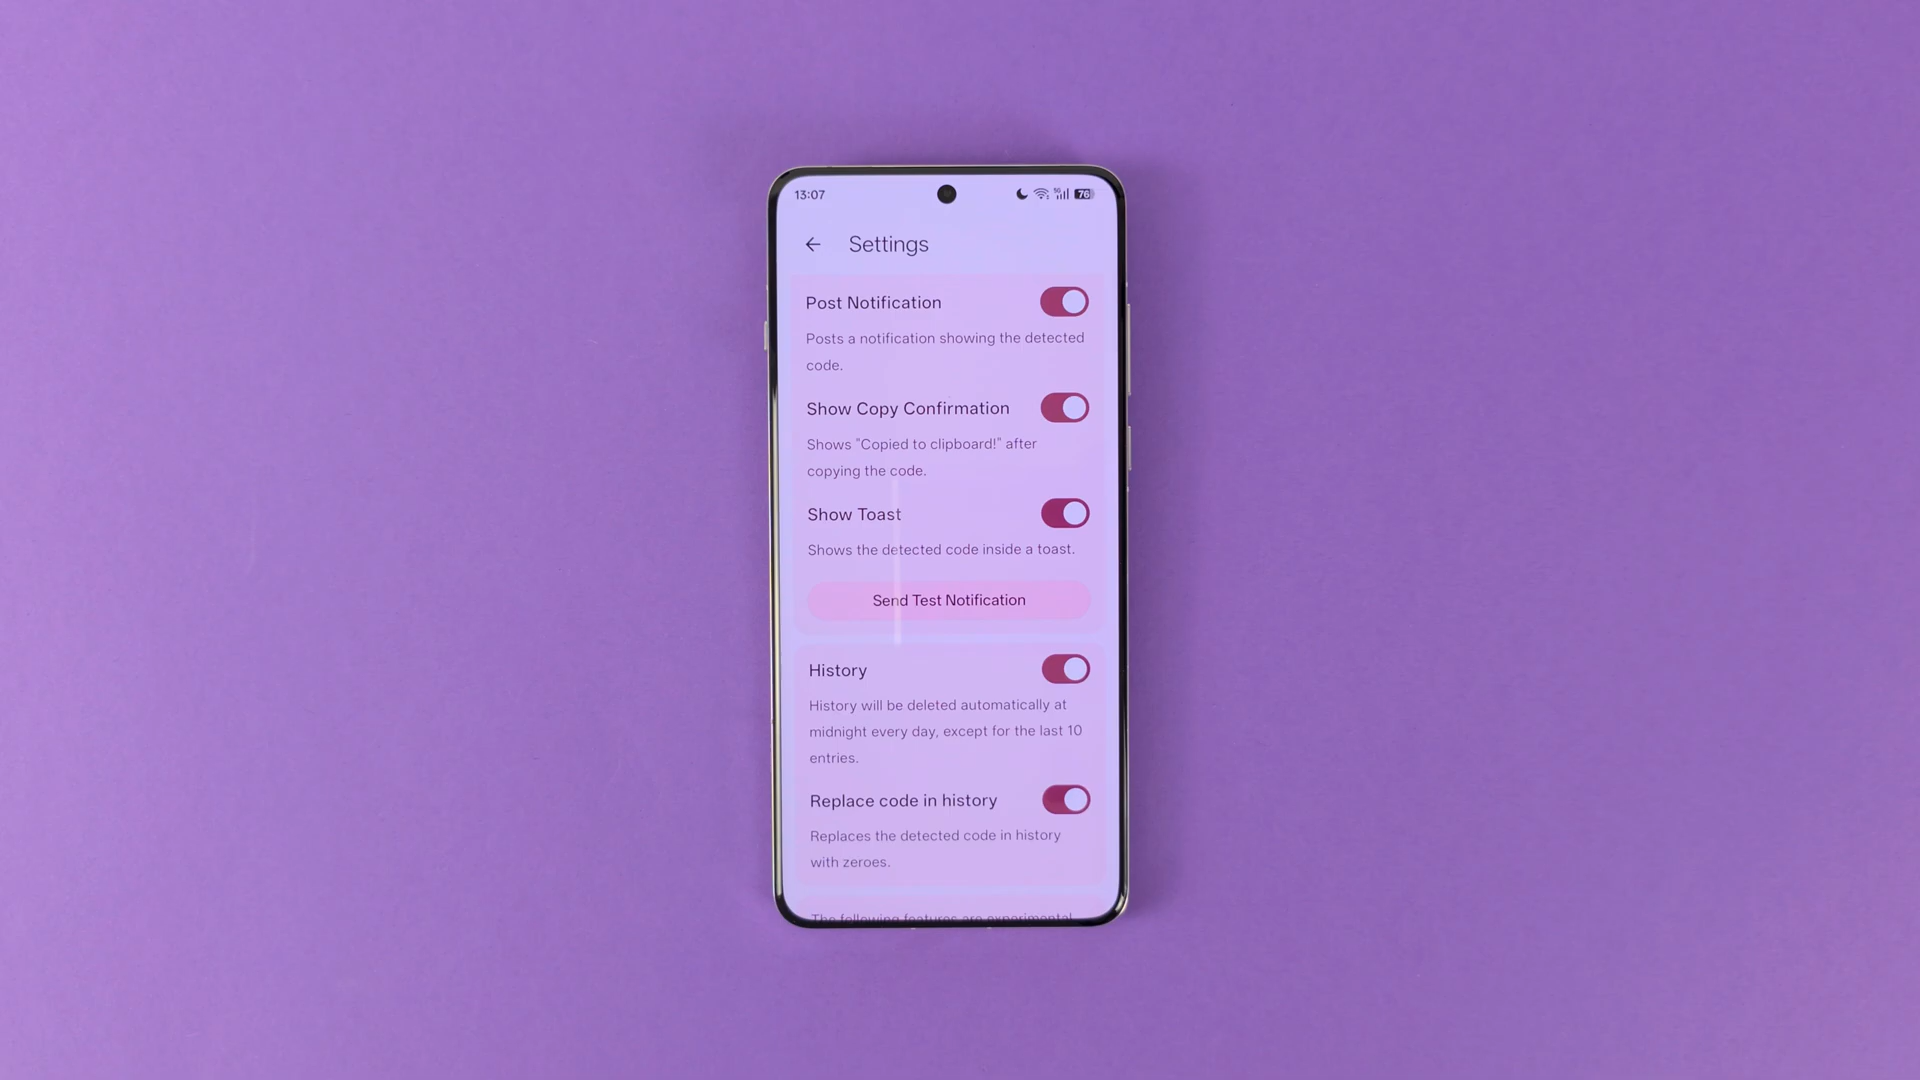 13:07
5G 76
Settings
Post Notification
Posts a notification showing the detected
code.
Show Copy Confirmation
Shows "Copied to clipboard!" after
copying the code.
Show Toast
Shows the detected code inside a toast.
Send Test Notification
History
History will be deleted automatically at
midnight every day, except for the last 10
entries.
Replace code in history
Replaces the detected code in history
with zeroes.
The following features are experimental